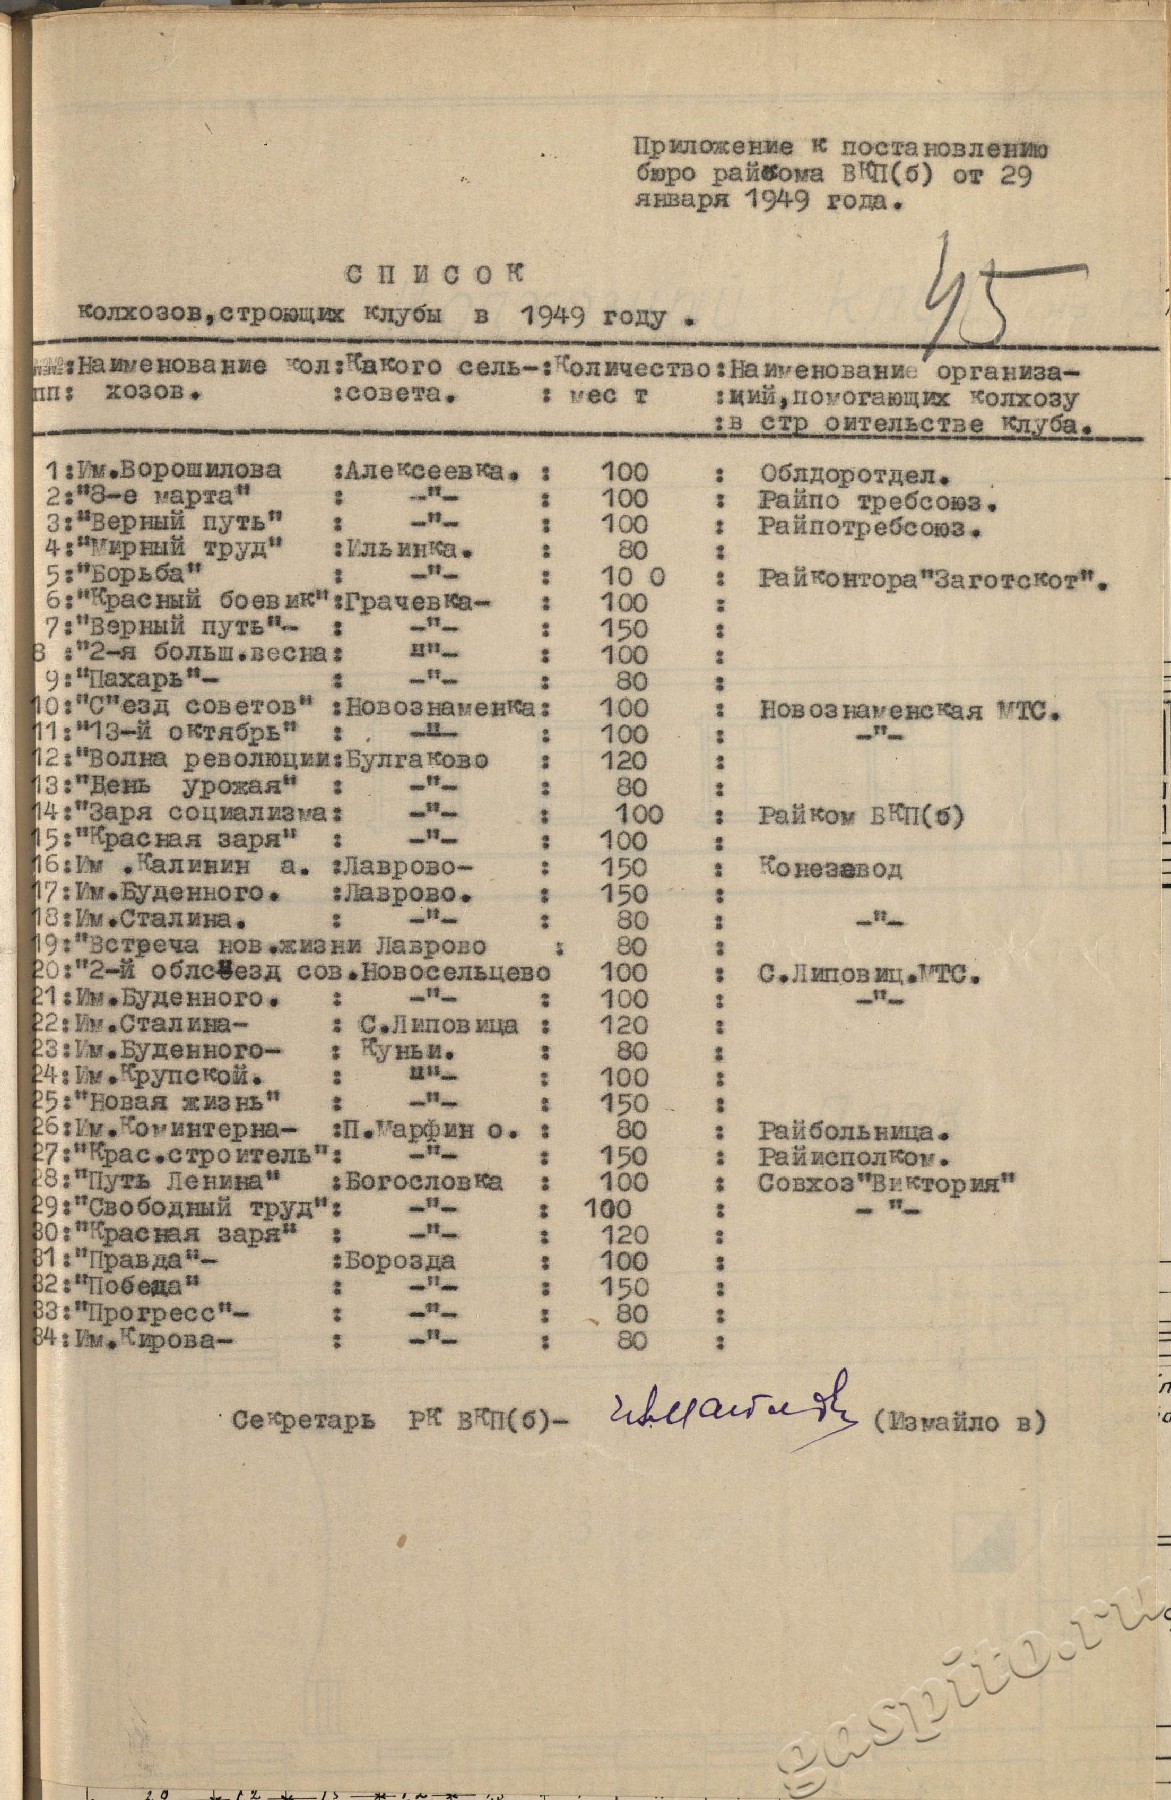 Приложение к постановлению
бюро райкома ВКП(б) от 29
января 1949 года.
45
СПИСОК
колхозов,строющих клубы в 1949 году .
№№:Наименование кол:Какого сель-:Количество:Наименование организа-
пп: хозов. :совета. : мес т :ций,помогающих колхозу
:в стр оительстве клуба.
1:Им.Ворошилова :Алексеевка. : 100 : Облдоротдел.
2:"8-е марта" : -"- : 100 : Райпо требсоюз.
3:"Верный путь" : -"- : 100 : Райпотребсоюз.
4:"Мирный труд" :Ильинка. : 80 :
5:"Борьба" : -"- : 10 0 : Райконтора"Заготскот".
6:"Красный боевик":Грачевка- : 100 :
7:"Верный путь"- : -"- : 150 :
8 :"2-я больш.весна: "- : 100 :
9:"Пахарь"- : -"- : 80 :
10:"С"езд советов" :Новознаменка: 100 : Новознаменская МТС.
11:"13-й октябрь" : -"- : 100 : -"-
12:"Волна революции:Булгаково : 120 :
13:"День урожая" : -"- : 80 :
14:"Заря социализма: -"- : 100 : Райком ВКП(б)
15:"Красная заря" : -"- : 100 :
16:Им .Калинин а. :Лаврово- : 150 : Конезавод
17:Им.Буденного. :Лаврово. : 150 :
18:Им.Сталина. : -"- : 80 : -"-
19:"Встреча нов.жизни Лаврово : 80 :
20:"2-й облс"езд сов.Новосельцево 100 : С.Липовиц.МТС.
21:Им.Буденного. : -"- : 100 : -"-
22:Им.Сталина- : С.Липовица : 120 :
23:Им.Буденного- : Куньи. : 80 :
24:Им.Крупской. : "- : 100 :
25:"Новая жизнь" : -"- : 150 :
26:Им.Коминтерна- :П.Марфин о. : 80 : Райбольница.
27:"Крас.строитель": -"- : 150 : Райисполком.
28:"Путь Ленина" :Богословка : 100 : Совхоз"Виктория"
29:"Свободный труд": -"- : 100 : - "-
30:"Красная заря" : -"- : 120 :
31:"Правда"- :Борозда : 100 :
32:"Победа" : -"- : 150 :
33:"Прогресс"- : -"- : 80 :
34:Им.Кирова- : -"- : 80 :
Секретарь РК ВКП(б)- Измайлов (Измайло в)
gaspito.ru